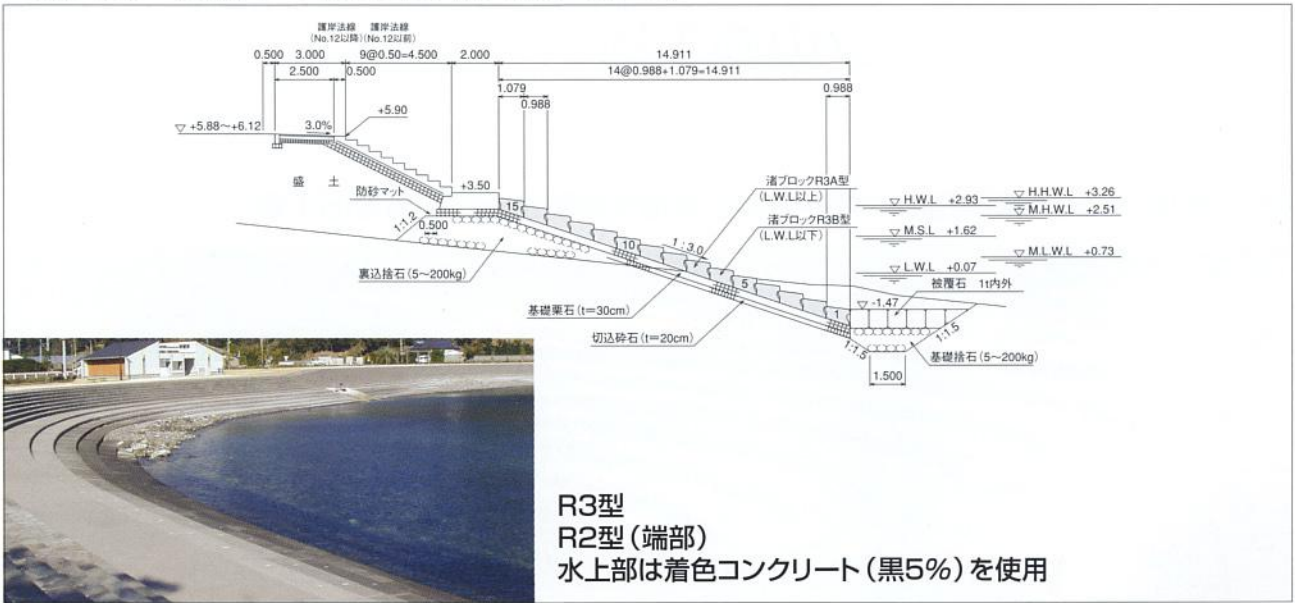 護岸法線 護岸法線
(No.12以降)(No.12以前)
0.500 3.000 9@0.50=4.500 2.000 14.911
2.500 0.500 14@0.988+1.079=14.911
1.079 0.988
0.988
+5.90
▽ +5.88～+6.12 3.0%
盛 土
防砂マット
+3.50
15
渚ブロックR3A型
(L.W.L以上)
▽ H.W.L +2.93
▽ H.H.W.L +3.26
▽ M.H.W.L +2.51
渚ブロックR3B型
(L.W.L以下)
1:1.2
0.500
10
1:3.0
▽ M.S.L +1.62
▽ M.L.W.L +0.73
裏込捨石(5～200kg)
▽ L.W.L +0.07
5
被覆石 1t内外
基礎栗石(t=30cm)
▽ -1.47
1
切込砕石(t=20cm)
1:1.5
1:1.5
基礎捨石(5～200kg)
1.500
R3型
R2型(端部)
水上部は着色コンクリート(黒5%)を使用